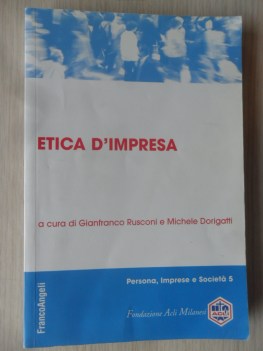 ETICA D'IMPRESA
a cura di Gianfranco Rusconi e Michele Dorigatti
Persona, Imprese e Società 5
Fondazione Acli Milanesi
FrancoAngeli